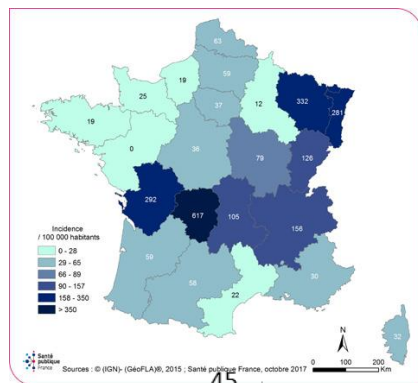 63
59
19
25
37
12
332
281
19
0
36
79
126
292
617
105
156
59
58
22
30
32
Incidence
/ 100 000 habitants
0 - 28
29 - 65
66 - 89
90 - 157
158 - 350
> 350
N
Santé
publique
France
Sources : © (IGN)- (GéoFLA)®, 2015 ; Santé publique France, octobre 2017
0 100 200
Km
45